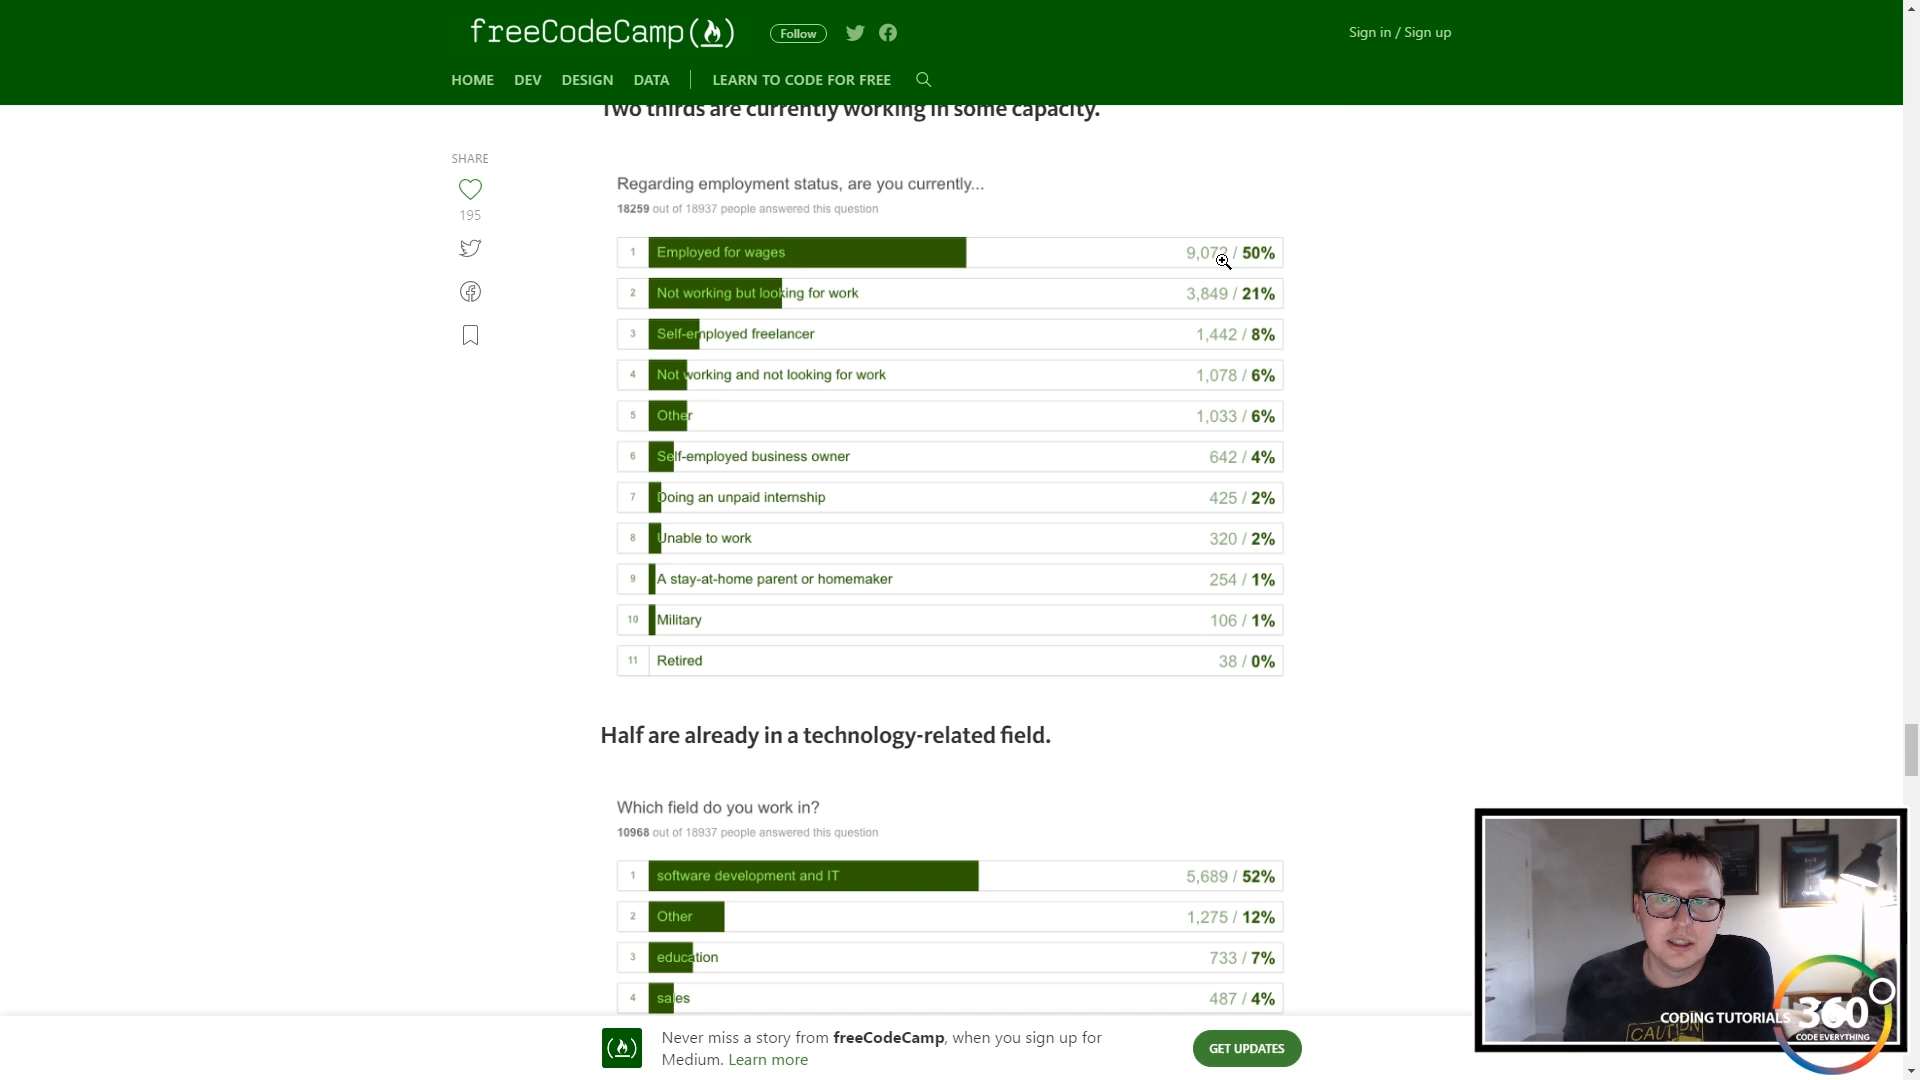 freeCodeCamp
Follow
Sign in / Sign up
HOME DEV DESIGN DATA LEARN TO CODE FOR FREE
Two thirds are currently working in some capacity.
SHARE
195
Regarding employment status, are you currently...
18259 out of 18937 people answered this question
1 Employed for wages 9,072 / 50%
2 Not working but looking for work 3,849 / 21%
3 Self-employed freelancer 1,442 / 8%
4 Not working and not looking for work 1,078 / 6%
5 Other 1,033 / 6%
6 Self-employed business owner 642 / 4%
7 Doing an unpaid internship 425 / 2%
8 Unable to work 320 / 2%
9 A stay-at-home parent or homemaker 254 / 1%
10 Military 106 / 1%
11 Retired 38 / 0%
Half are already in a technology-related field.
Which field do you work in?
10968 out of 18937 people answered this question
1 software development and IT 5,689 / 52%
2 Other 1,275 / 12%
3 education 733 / 7%
4 sales 487 / 4%
Never miss a story from freeCodeCamp, when you sign up for
Medium. Learn more
GET UPDATES
CODING TUTORIALS 360
CODE EVERYTHING
CAUTION